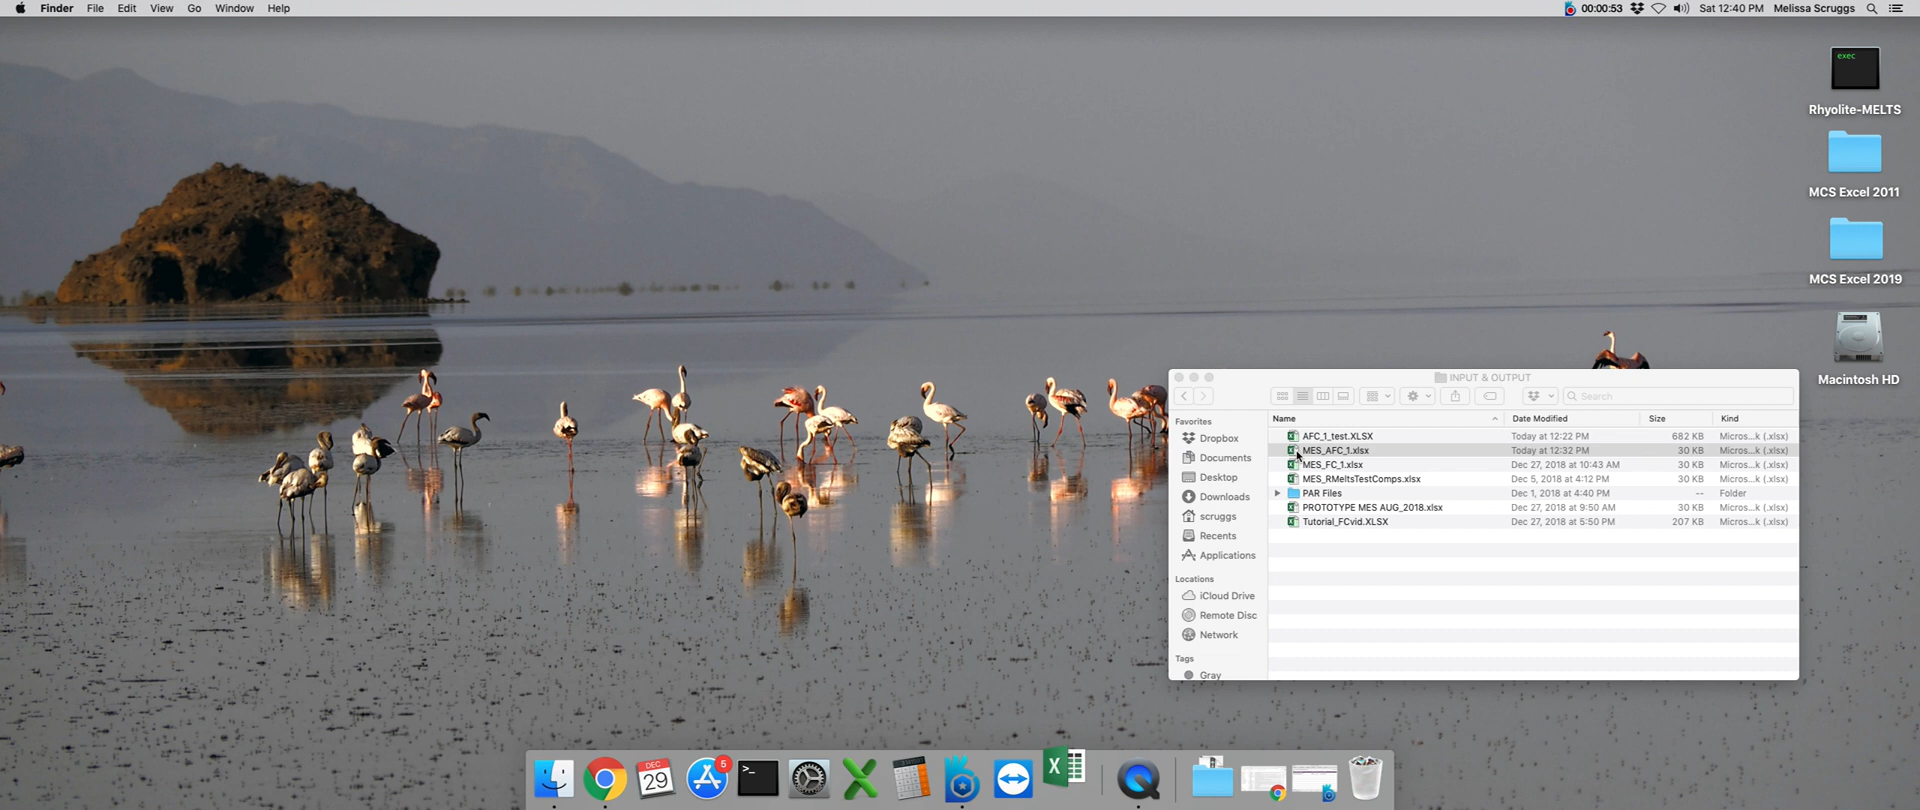 Finder File Edit View Go Window Help 00:00:53 Sat 12:40 PM Melissa Scruggs
exec
Rhyolite-MELTS
MCS Excel 2011
MCS Excel 2019
Macintosh HD
INPUT & OUTPUT
Search
Favorites
Dropbox
Documents
Desktop
Downloads
scruggs
Recents
Applications
Locations
iCloud Drive
Remote Disc
Network
Tags
Gray
Name Date Modified Size Kind
AFC_1_test.XLSX Today at 12:22 PM 682 KB Micros...k (.xlsx)
MES_AFC_1.xlsx Today at 12:32 PM 30 KB Micros...k (.xlsx)
MES_FC_1.xlsx Dec 27, 2018 at 10:43 AM 30 KB Micros...k (.xlsx)
MES_RMeltsTestComps.xlsx Dec 5, 2018 at 4:12 PM 30 KB Micros...k (.xlsx)
PAR Files Dec 1, 2018 at 4:40 PM -- Folder
PROTOTYPE MES AUG_2018.xlsx Dec 27, 2018 at 9:50 AM 30 KB Micros...k (.xlsx)
Tutorial_FCvid.XLSX Dec 27, 2018 at 5:50 PM 207 KB Micros...k (.xlsx)
DEC
29
5